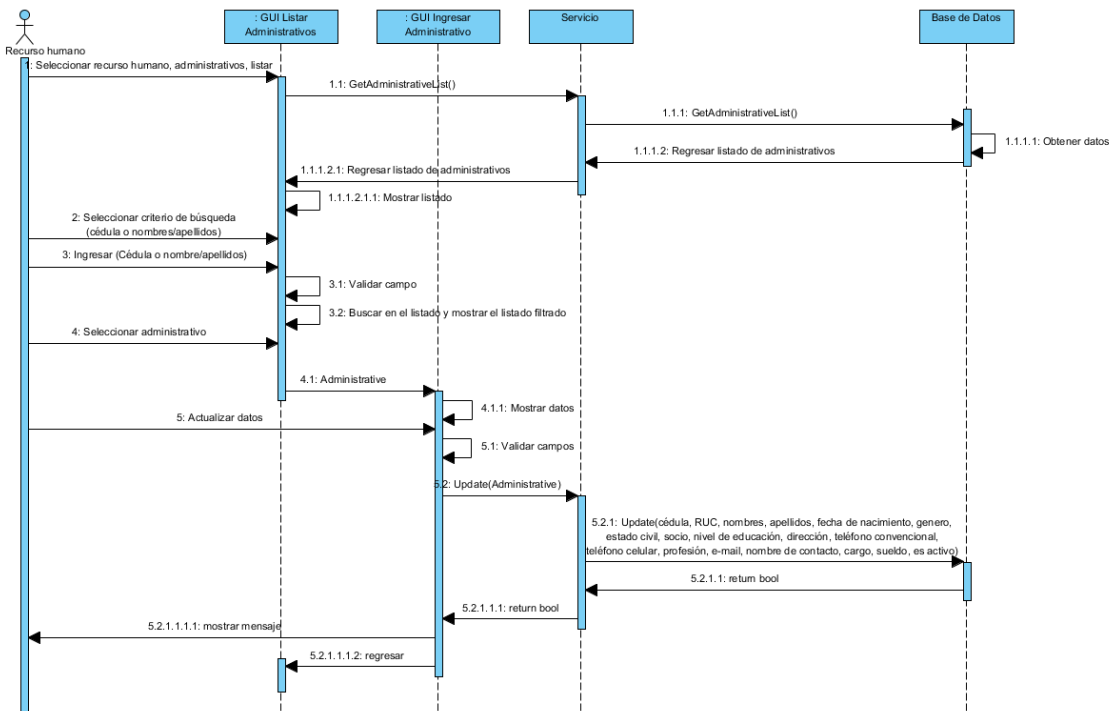 : GUI Listar
Administrativos
: GUI Ingresar
Administrativo
Servicio
Base de Datos
Recurso humano
1: Seleccionar recurso humano, administrativos, listar
1.1: GetAdministrativeList()
1.1.1: GetAdministrativeList()
1.1.1.1: Obtener datos
1.1.1.2: Regresar listado de administrativos
1.1.1.2.1: Regresar listado de administrativos
1.1.1.2.1.1: Mostrar listado
2: Seleccionar criterio de búsqueda
(cédula o nombres/apellidos)
3: Ingresar (Cédula o nombre/apellidos)
3.1: Validar campo
3.2: Buscar en el listado y mostrar el listado filtrado
4: Seleccionar administrativo
4.1: Administrative
4.1.1: Mostrar datos
5: Actualizar datos
5.1: Validar campos
5.2: Update(Administrative)
5.2.1: Update(cédula, RUC, nombres, apellidos, fecha de nacimiento, genero,
estado civil, socio, nivel de educación, dirección, teléfono convencional,
teléfono celular, profesión, e-mail, nombre de contacto, cargo, sueldo, es activo)
5.2.1.1: return bool
5.2.1.1.1: return bool
5.2.1.1.1.1: mostrar mensaje
5.2.1.1.1.2: regresar